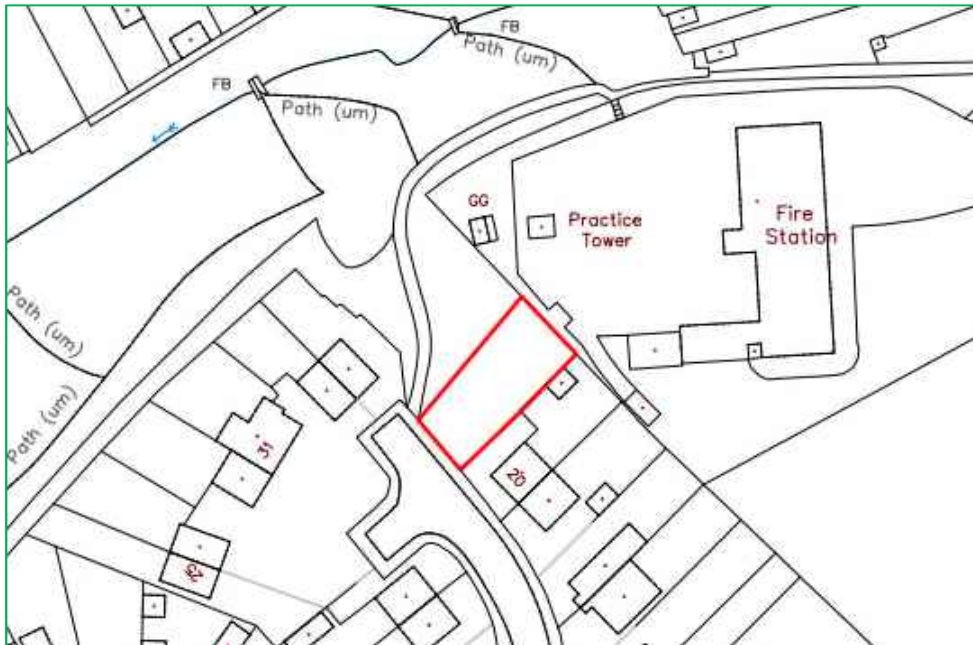 FB
Path (um)
FB
Path (um)
GG
Practice
Tower
Fire
Station
Path (um)
Path (um)
31
20
25